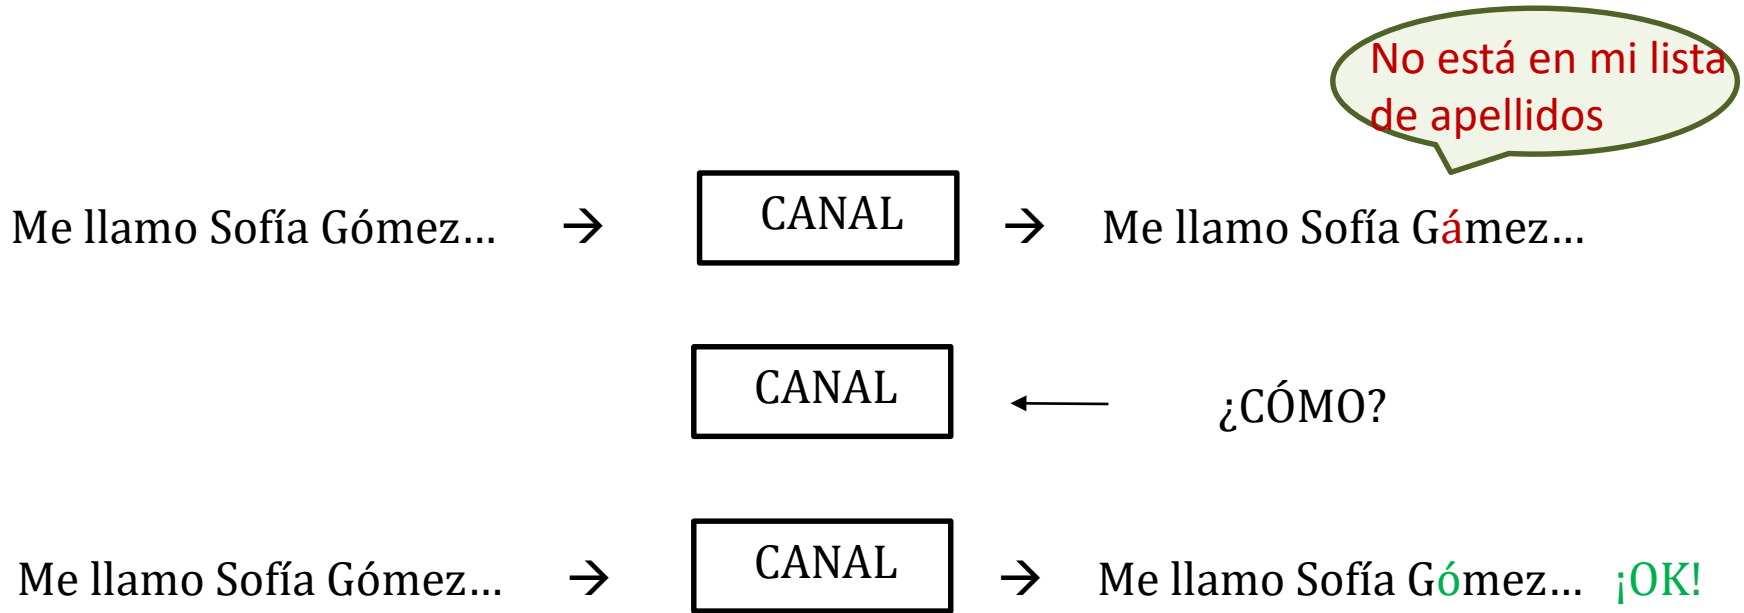 No está en mi lista
de apellidos
Me llamo Sofía Gómez... → CANAL → Me llamo Sofía Gámez...
CANAL ← ¿CÓMO?
Me llamo Sofía Gómez... → CANAL → Me llamo Sofía Gómez... ¡OK!